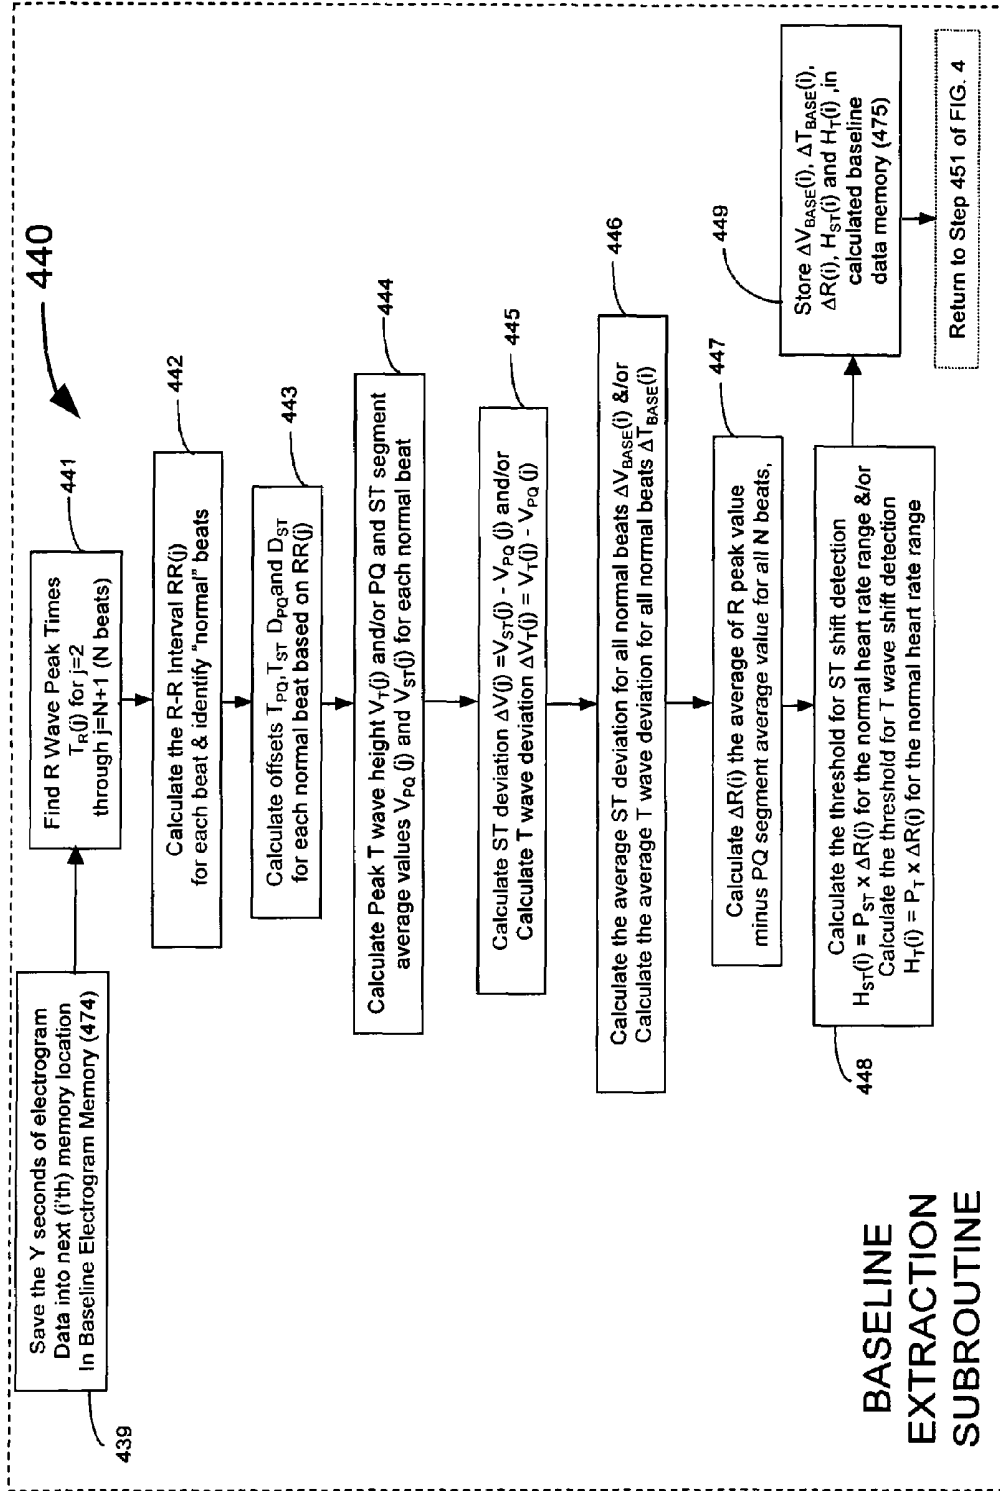 440
Save the Y seconds of electrogram
Data into next (i'th) memory location
In Baseline Electrogram Memory (474)
439
Find R Wave Peak Times
T_R(j) for j=2
through j=N+1 (N beats)
441
Calculate the R-R Interval RR(j)
for each beat & identify "normal" beats
442
Calculate offsets T_PQ, T_ST D_PQ and D_ST
for each normal beat based on RR(j)
443
Calculate Peak T wave height V_T(j) and/or PQ and ST segment
average values V_PQ (j) and V_ST(j) for each normal beat
444
Calculate ST deviation ΔV(j) =V_ST(j) - V_PQ (j) and/or
Calculate T wave deviation ΔV_T(j) = V_T(j) - V_PQ (j)
445
Calculate the average ST deviation for all normal beats ΔV_BASE(i) &/or
Calculate the average T wave deviation for all normal beats ΔT_BASE(i)
446
Calculate ΔR(i) the average of R peak value
minus PQ segment average value for all N beats,
447
Calculate the threshold for ST shift detection
H_ST(i) = P_ST x ΔR(i) for the normal heart rate range &/or
Calculate the threshold for T wave shift detection
H_T(i) = P_T x ΔR(i) for the normal heart rate range
448
Store ΔV_BASE(i), ΔT_BASE(i),
ΔR(i), H_ST(i) and H_T(i) ,in
calculated baseline
data memory (475)
449
Return to Step 451 of FIG. 4
BASELINE
EXTRACTION
SUBROUTINE